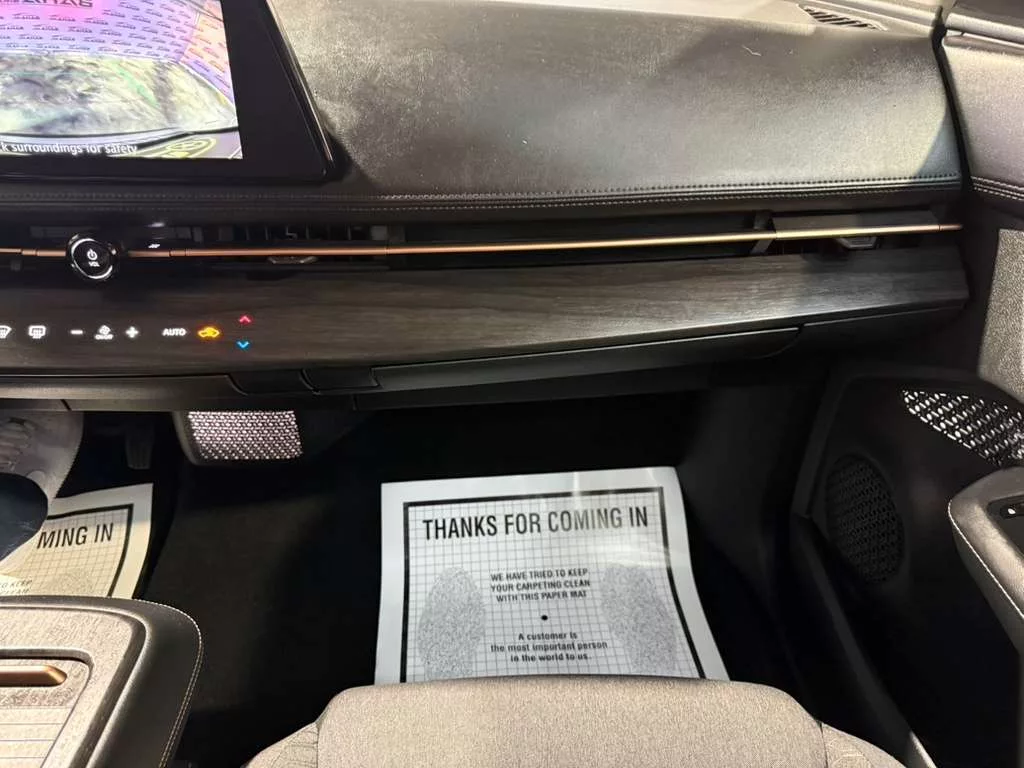 k surroundings for safety
VOL
AUTO
MING IN
THANKS FOR COMING IN
WE HAVE TRIED TO KEEP
YOUR CARPETING CLEAN
WITH THIS PAPER MAT
A customer is
the most important person
in the world to us